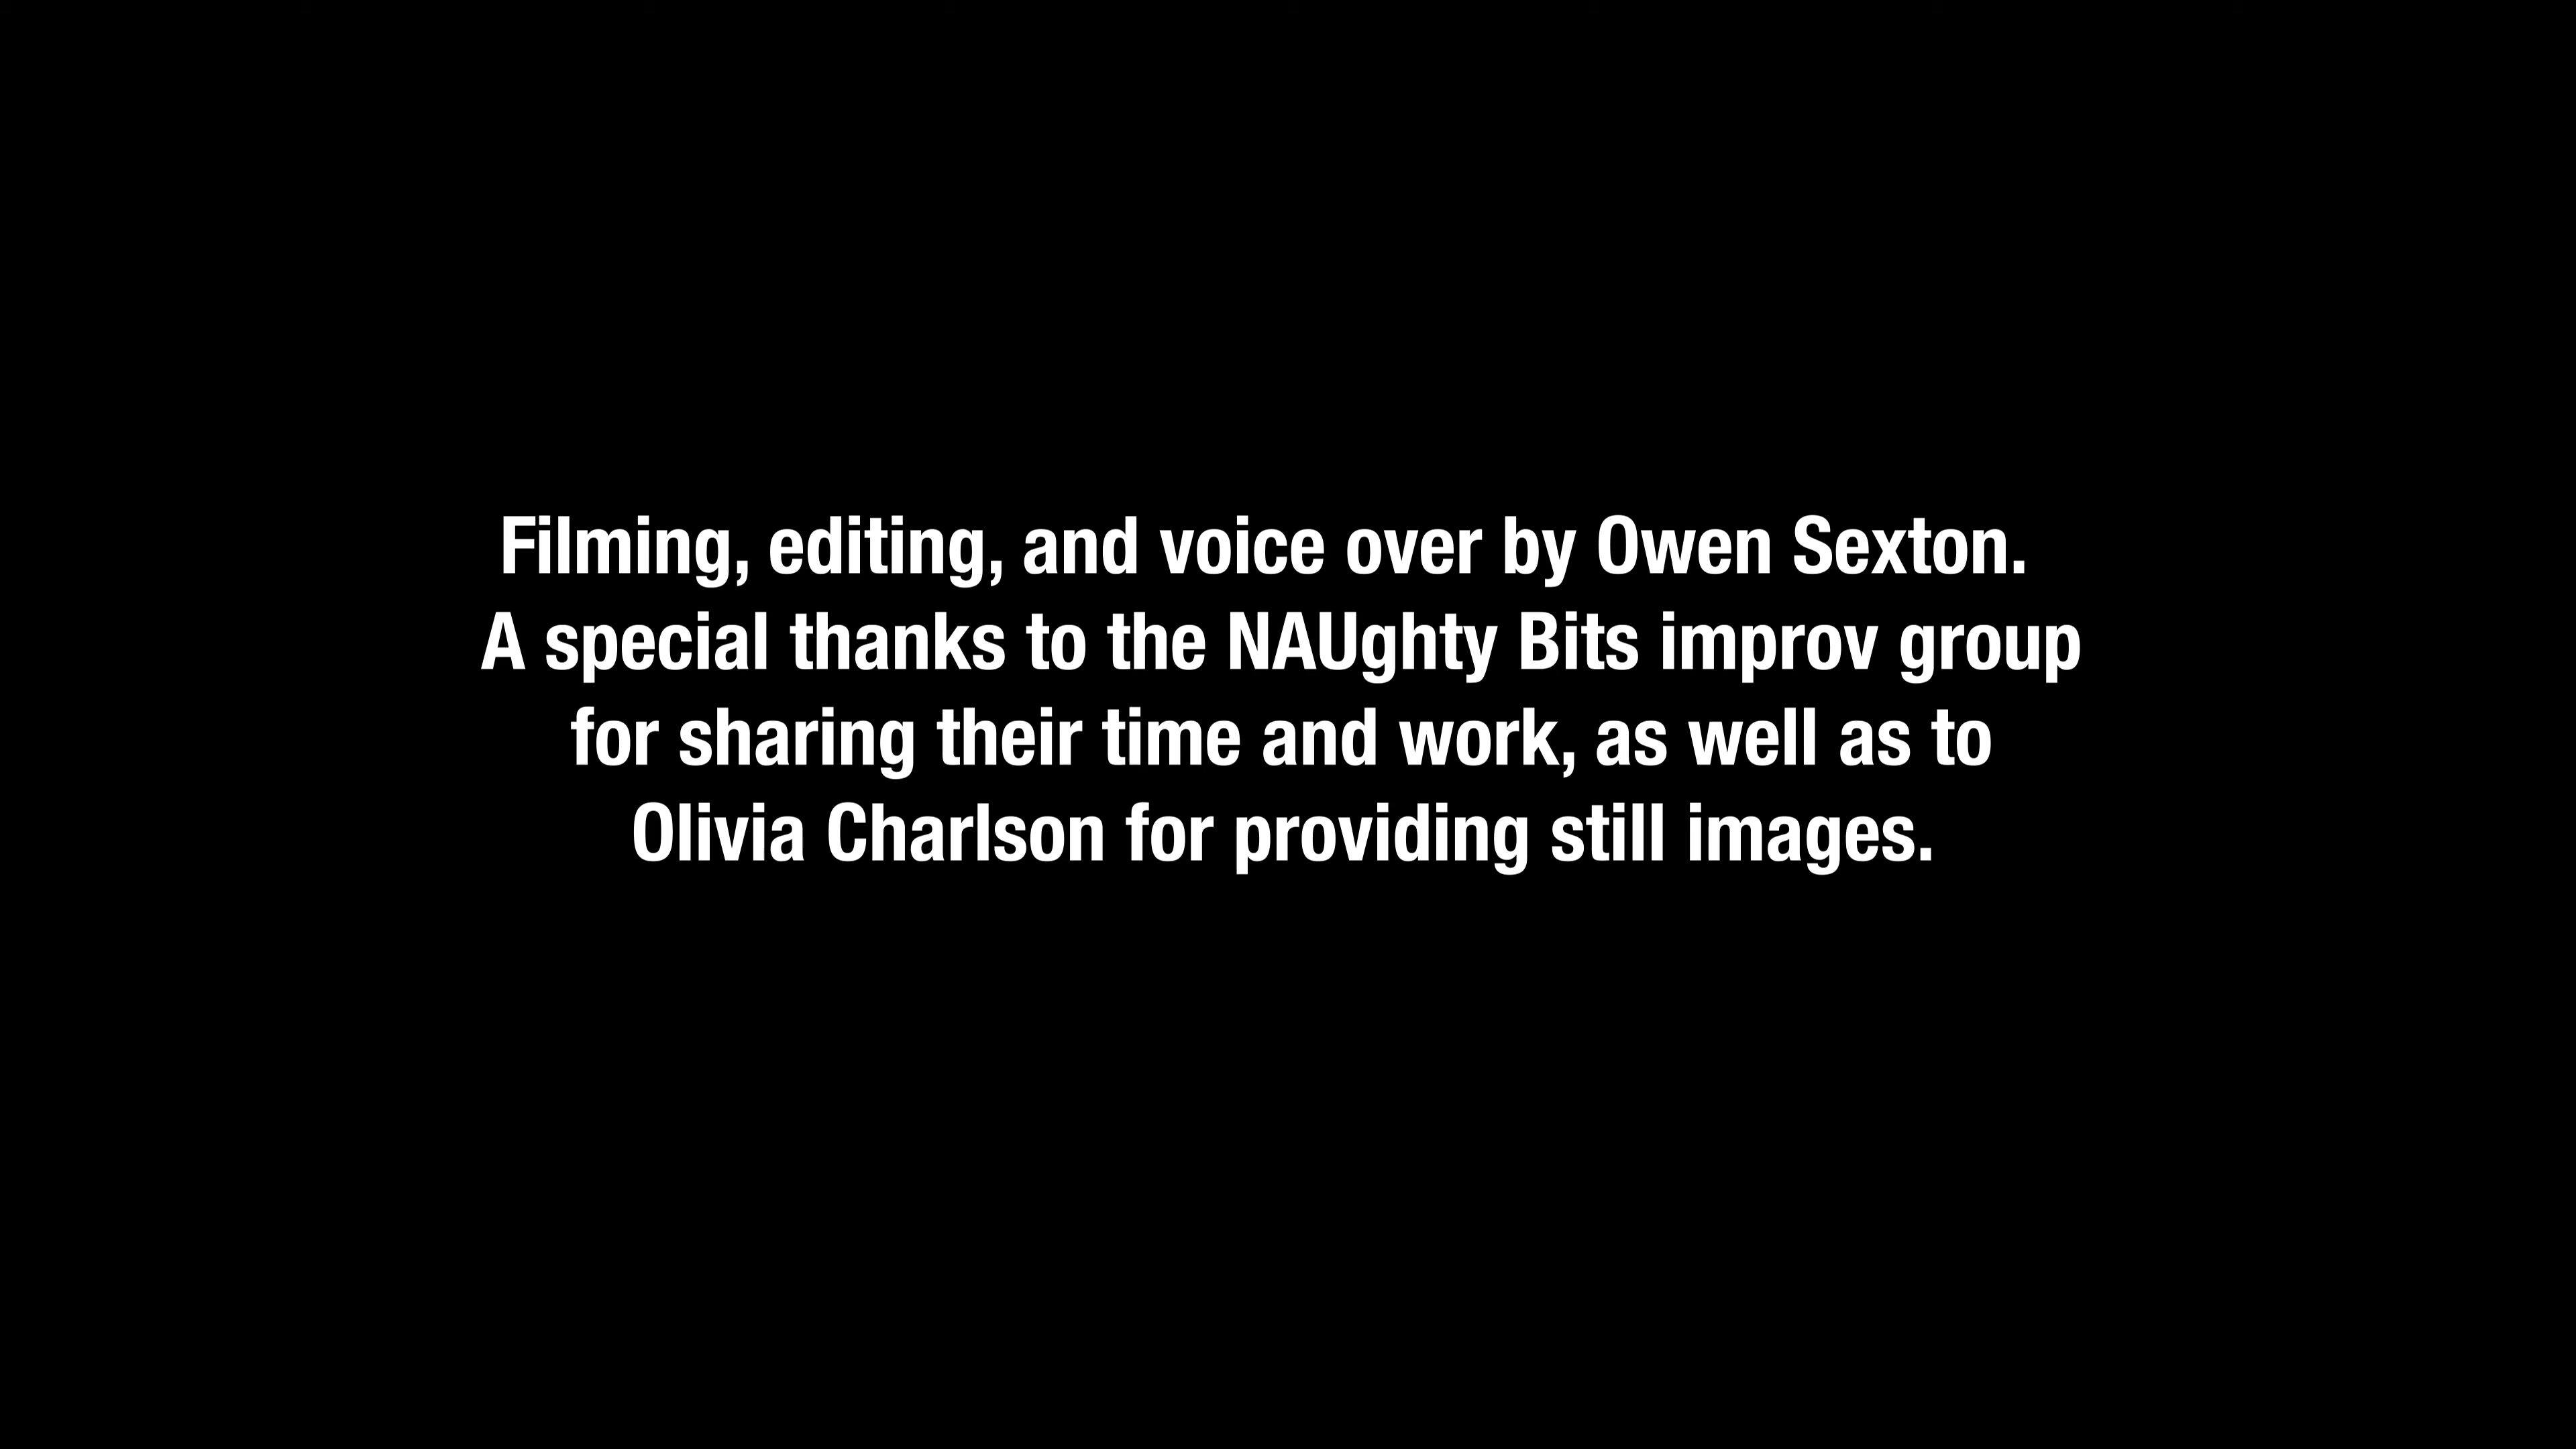 Filming, editing, and voice over by Owen Sexton.
A special thanks to the NAUghty Bits improv group
for sharing their time and work, as well as to
Olivia Charlson for providing still images.